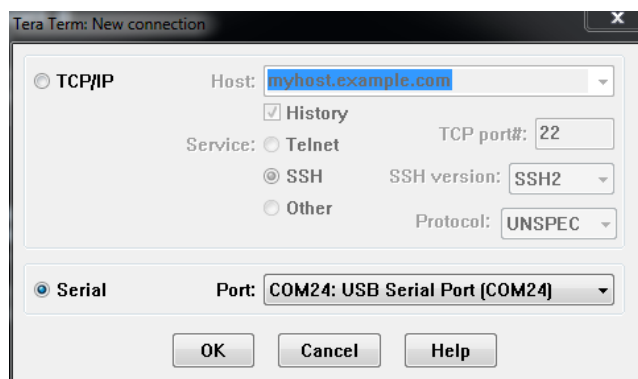 Tera Term: New connection
x
TCP/IP Host: myhost.example.com
History
Service: Telnet TCP port#: 22
SSH SSH version: SSH2
Other Protocol: UNSPEC
Serial Port: COM24: USB Serial Port (COM24)
OK Cancel Help